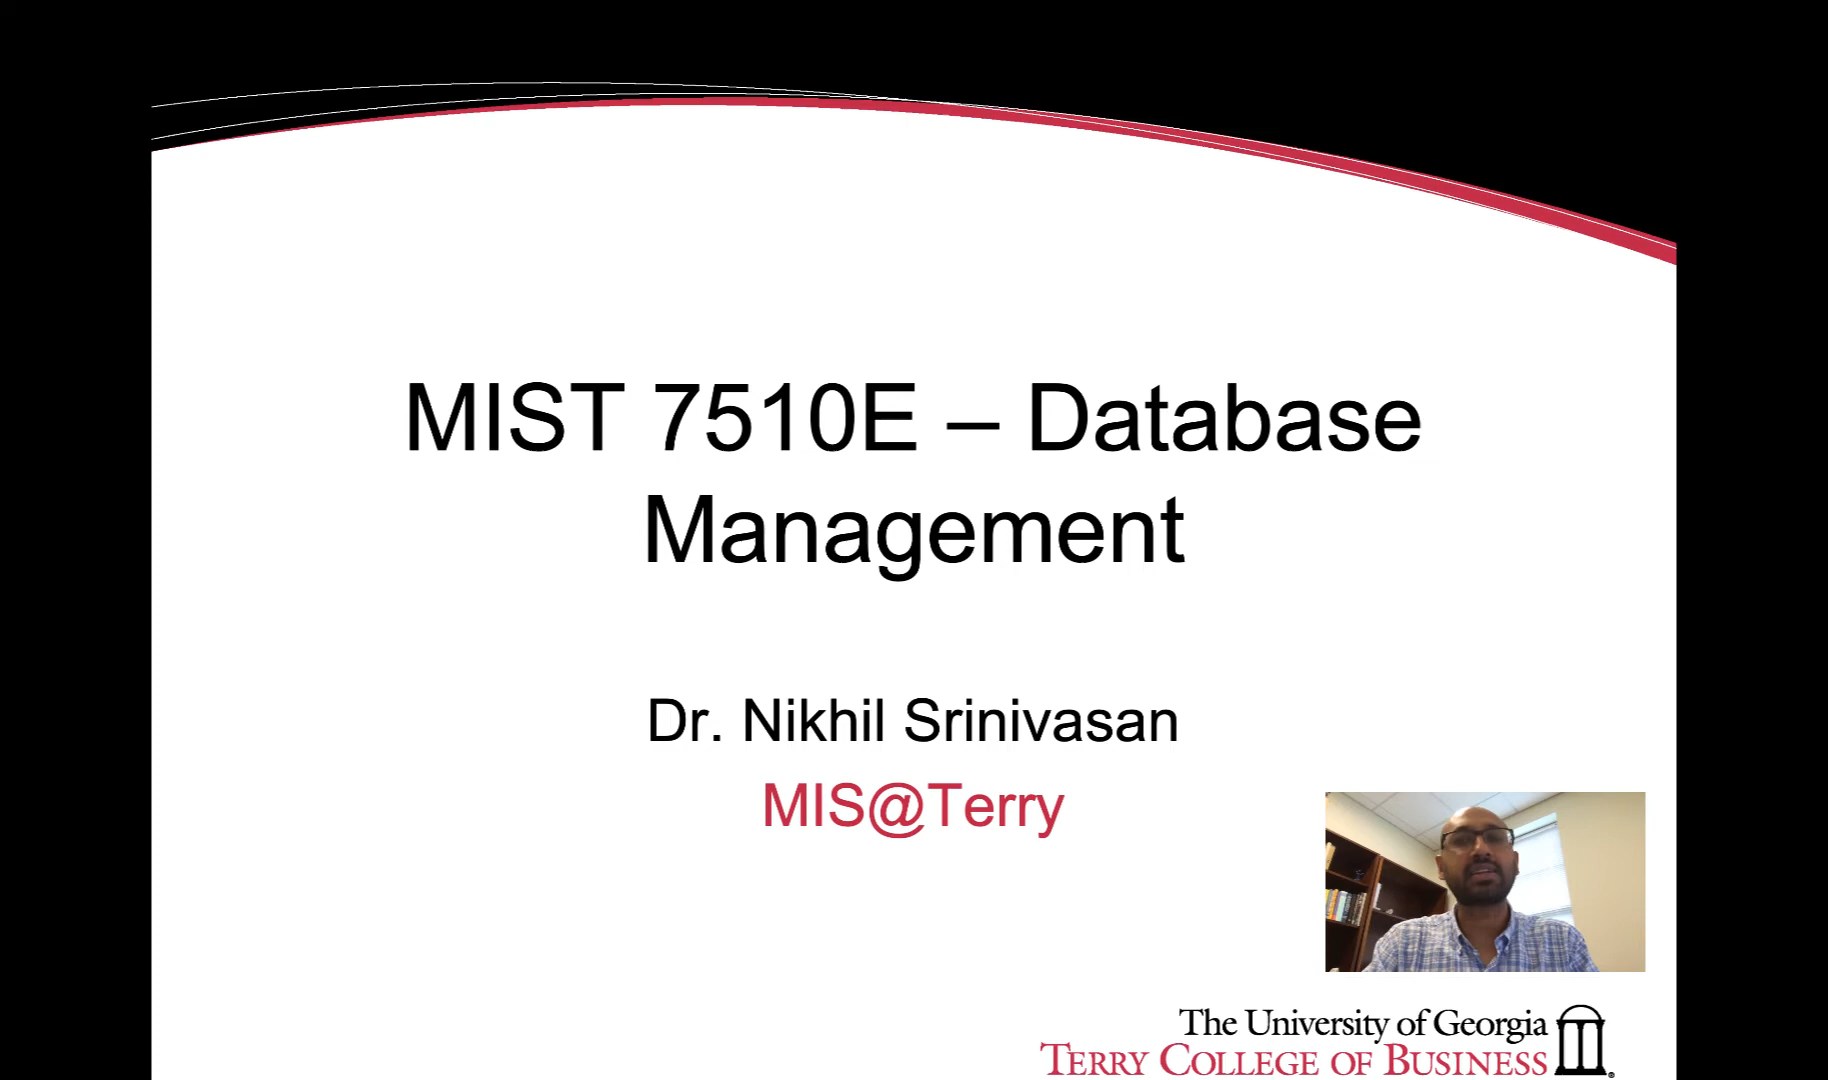 MIST 7510E – Database
Management
Dr. Nikhil Srinivasan
MIS@Terry
The University of Georgia
TERRY COLLEGE OF BUSINESS